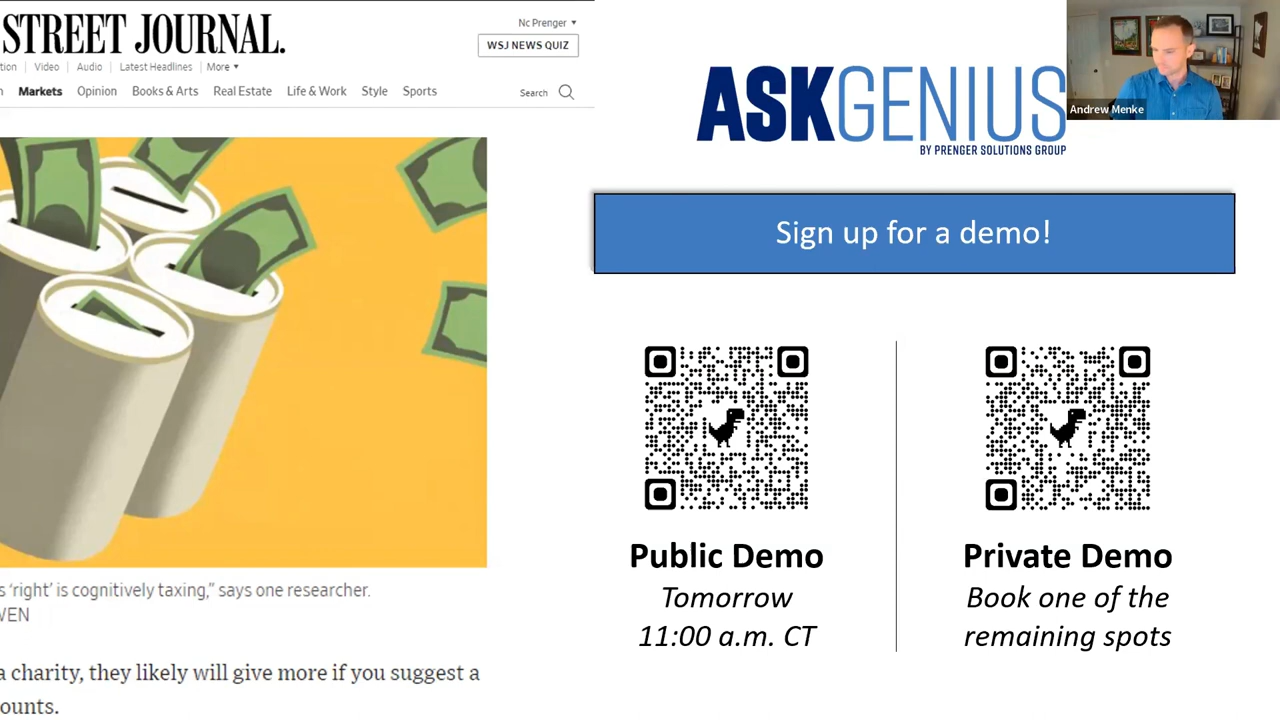 STREET JOURNAL.
Nc Prenger
WSJ NEWS QUIZ
Video Audio Latest Headlines More
Markets Opinion Books & Arts Real Estate Life & Work Style Sports
Search
‘right’ is cognitively taxing,” says one researcher.
a charity, they likely will give more if you suggest a
ounts.
ASKGENIUS
BY PRENGER SOLUTIONS GROUP
Andrew Menke
Sign up for a demo!
Public Demo
Tomorrow
11:00 a.m. CT
Private Demo
Book one of the
remaining spots